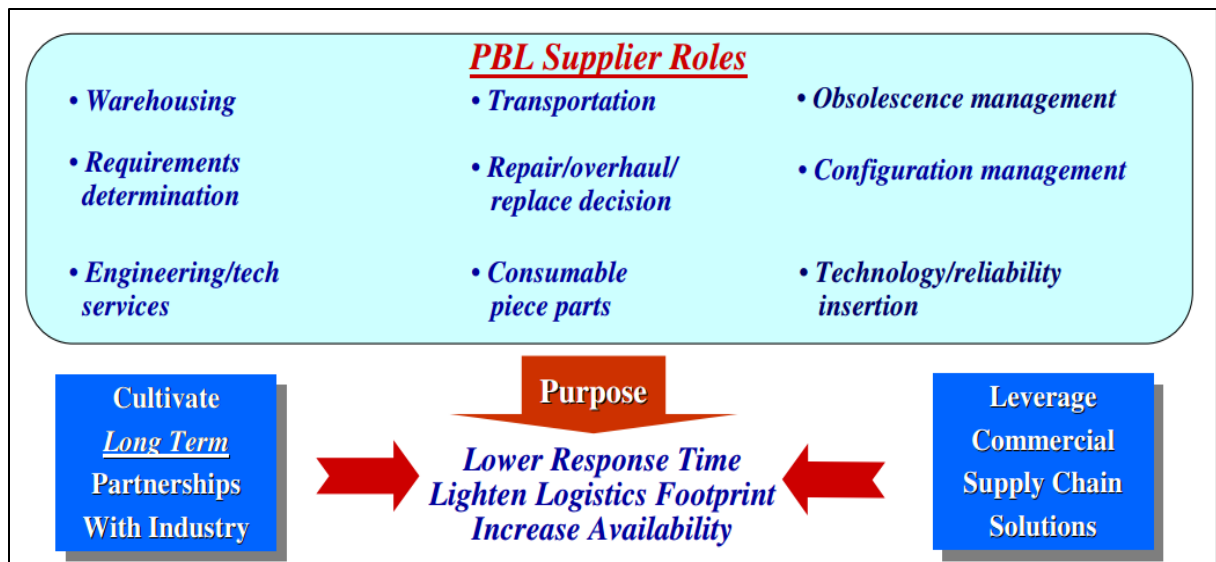 PBL Supplier Roles
• Warehousing
• Requirements
determination
• Engineering/tech
services
• Transportation
• Repair/overhaul/
replace decision
• Consumable
piece parts
• Obsolescence management
• Configuration management
• Technology/reliability
insertion
Cultivate
Long Term
Partnerships
With Industry
Purpose
Lower Response Time
Lighten Logistics Footprint
Increase Availability
Leverage
Commercial
Supply Chain
Solutions